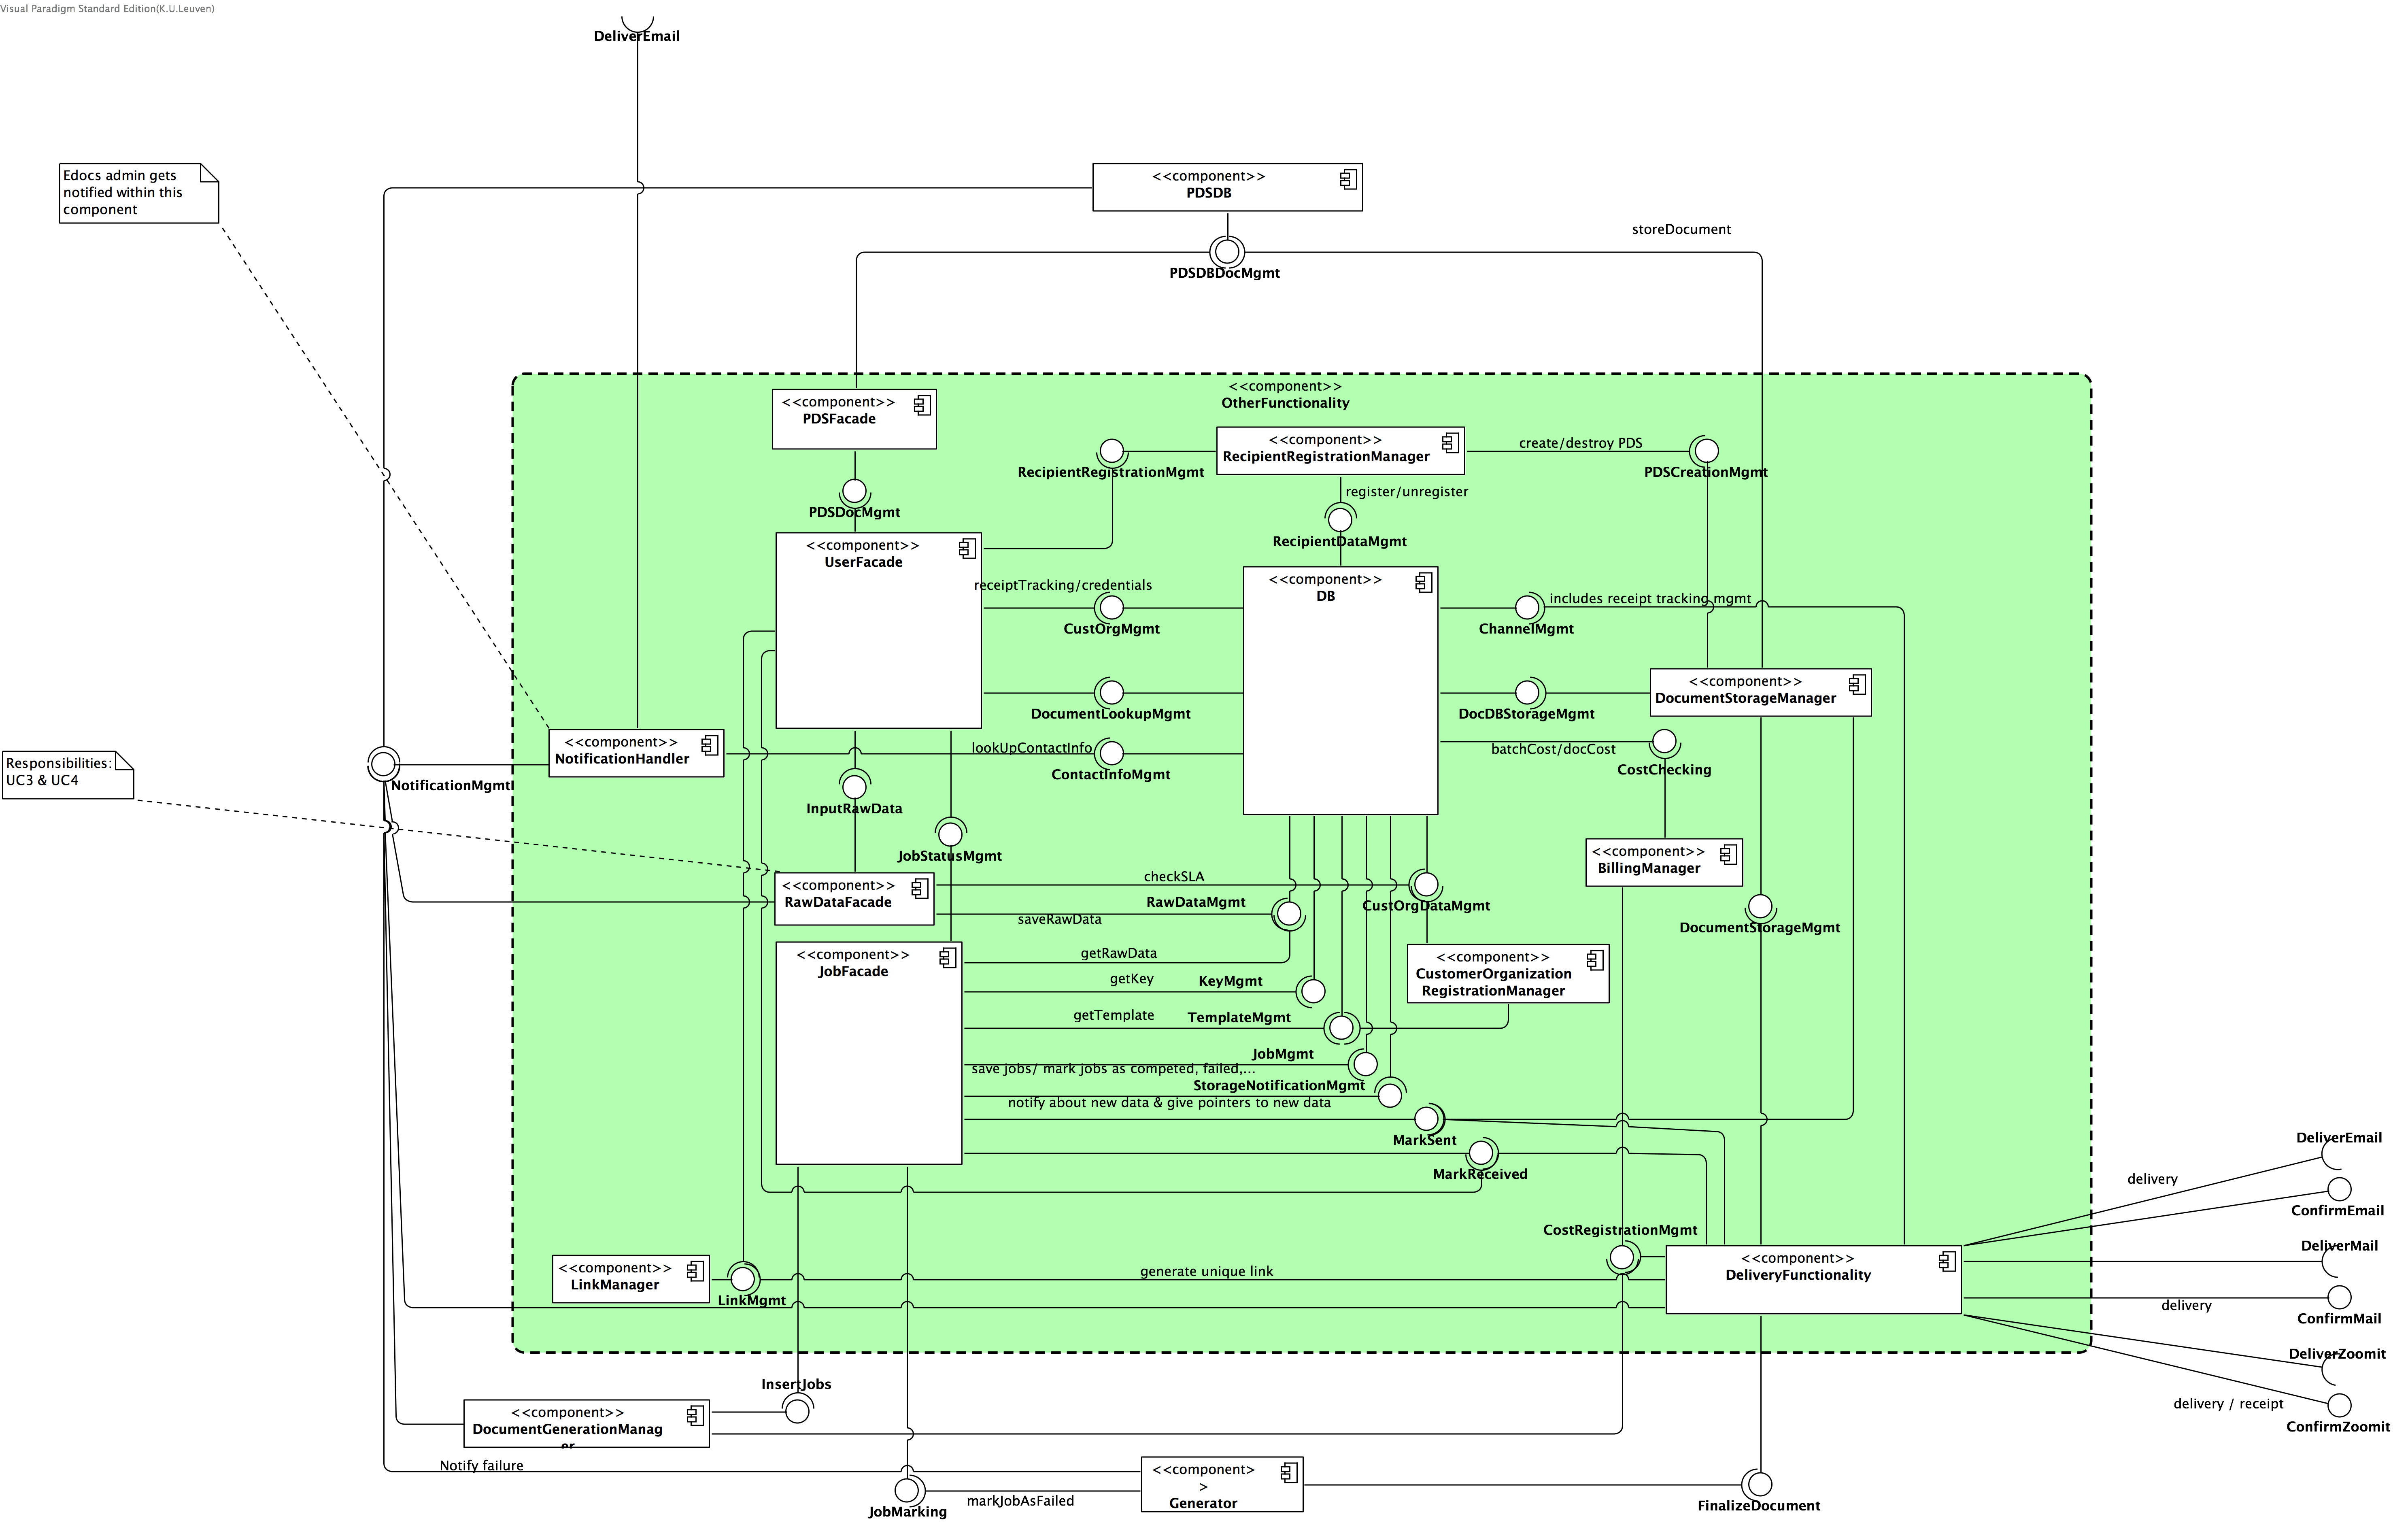 Visual Paradigm Standard Edition(K.U.Leuven)
DeliverEmail
Edocs admin gets
notified within this
component
<<component>>
PDSDB
storeDocument
PDSDBDocMgmt
<<component>>
OtherFunctionality
<<component>>
PDSFacade
<<component>>
RecipientRegistrationManager
create/destroy PDS
RecipientRegistrationMgmt
PDSCreationMgmt
register/unregister
PDSDocMgmt
RecipientDataMgmt
<<component>>
UserFacade
<<component>>
DB
receiptTracking/credentials
includes receipt tracking mgmt
CustOrgMgmt
ChannelMgmt
<<component>>
DocumentStorageManager
DocumentLookupMgmt
DocDBStorageMgmt
<<component>>
NotificationHandler
lookUpContactInfo
batchCost/docCost
ContactInfoMgmt
CostChecking
Responsibilities:
UC3 & UC4
NotificationMgmt
InputRawData
JobStatusMgmt
<<component>>
BillingManager
<<component>>
RawDataFacade
checkSLA
RawDataMgmt
CustOrgDataMgmt
saveRawData
DocumentStorageMgmt
<<component>>
JobFacade
getRawData
<<component>>
CustomerOrganization
RegistrationManager
getKey
KeyMgmt
getTemplate
TemplateMgmt
JobMgmt
save jobs/ mark jobs as competed, failed,...
StorageNotificationMgmt
notify about new data & give pointers to new data
MarkSent
MarkReceived
DeliverEmail
delivery
ConfirmEmail
CostRegistrationMgmt
DeliverMail
<<component>>
LinkManager
LinkMgmt
generate unique link
<<component>>
DeliveryFunctionality
delivery
ConfirmMail
DeliverZoomit
delivery / receipt
ConfirmZoomit
InsertJobs
<<component>>
DocumentGenerationManag
er
Notify failure
<<component>
>
Generator
markJobAsFailed
JobMarking
FinalizeDocument